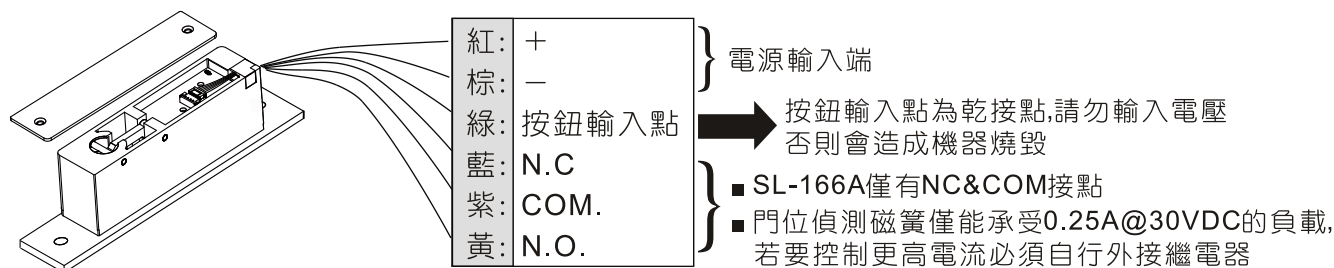 紅: ＋
棕: －
電源輸入端
綠: 按鈕輸入點
按鈕輸入點為乾接點,請勿輸入電壓
否則會造成機器燒毀
藍: N.C
紫: COM.
黃: N.O.
■ SL-166A僅有NC&COM接點
■ 門位偵測磁簧僅能承受0.25A@30VDC的負載,
若要控制更高電流必須自行外接繼電器